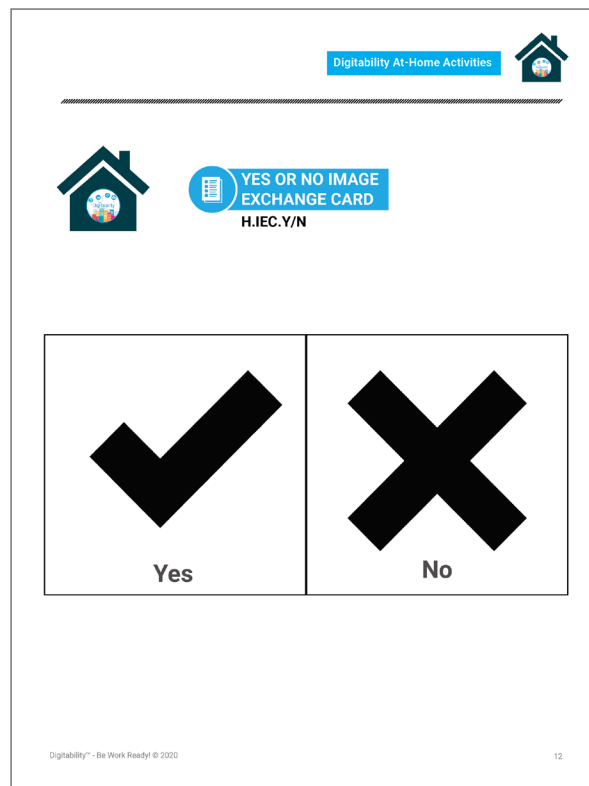 Digitability At-Home Activities
YES OR NO IMAGE
EXCHANGE CARD
H.IEC.Y/N
Yes
No
Digitability™ - Be Work Ready! © 2020
12